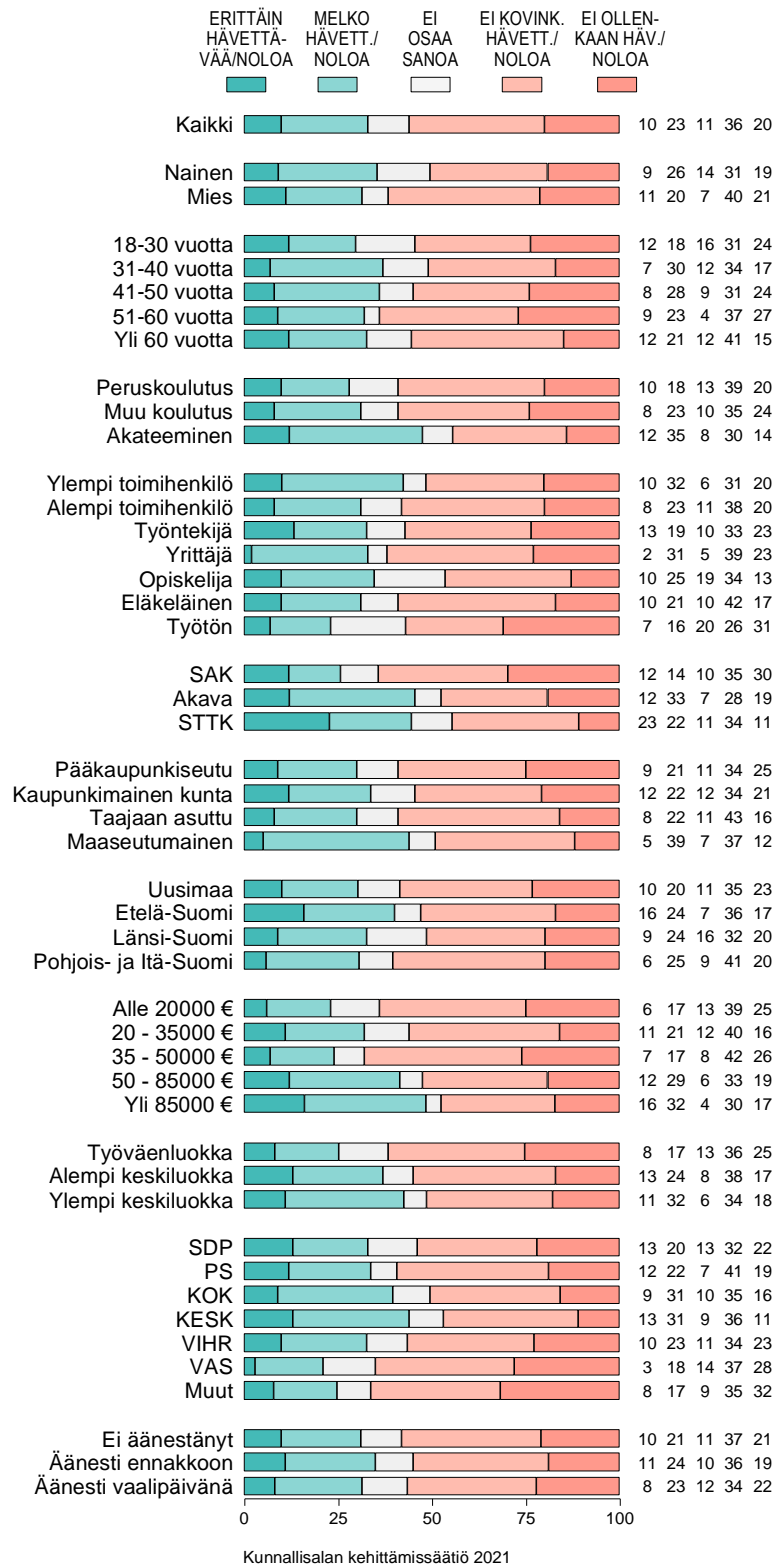 ERITTÄIN HÄVETTÄ- VÄÄ/NOLOA
MELKO HÄVETT./ NOLOA
EI OSAA SANOA
EI KOVINK. HÄVETT./ NOLOA
EI OLLEN- KAAN HÄV./ NOLOA
Kaikki 10 23 11 36 20
Nainen 9 26 14 31 19
Mies 11 20 7 40 21
18-30 vuotta 12 18 16 31 24
31-40 vuotta 7 30 12 34 17
41-50 vuotta 8 28 9 31 24
51-60 vuotta 9 23 4 37 27
Yli 60 vuotta 12 21 12 41 15
Peruskoulutus 10 18 13 39 20
Muu koulutus 8 23 10 35 24
Akateeminen 12 35 8 30 14
Ylempi toimihenkilö 10 32 6 31 20
Alempi toimihenkilö 8 23 11 38 20
Työntekijä 13 19 10 33 23
Yrittäjä 2 31 5 39 23
Opiskelija 10 25 19 34 13
Eläkeläinen 10 21 10 42 17
Työtön 7 16 20 26 31
SAK 12 14 10 35 30
Akava 12 33 7 28 19
STTK 23 22 11 34 11
Pääkaupunkiseutu 9 21 11 34 25
Kaupunkimainen kunta 12 22 12 34 21
Taajaan asuttu 8 22 11 43 16
Maaseutumainen 5 39 7 37 12
Uusimaa 10 20 11 35 23
Etelä-Suomi 16 24 7 36 17
Länsi-Suomi 9 24 16 32 20
Pohjois- ja Itä-Suomi 6 25 9 41 20
Alle 20000 € 6 17 13 39 25
20 - 35000 € 11 21 12 40 16
35 - 50000 € 7 17 8 42 26
50 - 85000 € 12 29 6 33 19
Yli 85000 € 16 32 4 30 17
Työväenluokka 8 17 13 36 25
Alempi keskiluokka 13 24 8 38 17
Ylempi keskiluokka 11 32 6 34 18
SDP 13 20 13 32 22
PS 12 22 7 41 19
KOK 9 31 10 35 16
KESK 13 31 9 36 11
VIHR 10 23 11 34 23
VAS 3 18 14 37 28
Muut 8 17 9 35 32
Ei äänestänyt 10 21 11 37 21
Äänesti ennakkoon 11 24 10 36 19
Äänesti vaalipäivänä 8 23 12 34 22
0 25 50 75 100
Kunnallisalan kehittämissäätiö 2021